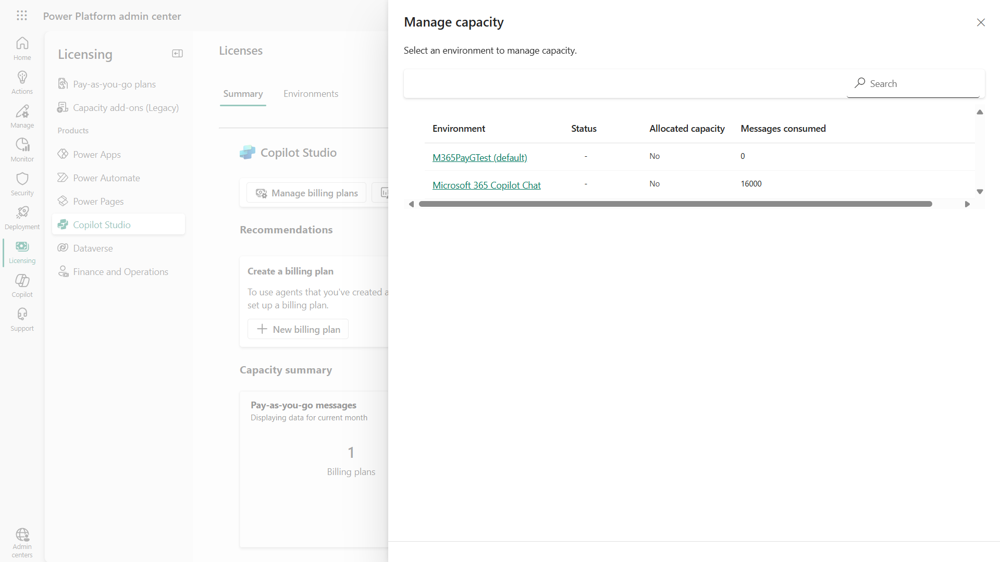 Power Platform admin center
Home
Actions
Manage
Monitor
Security
Deployment
Licensing
Copilot
Support
Admin
centers
Licensing
Pay-as-you-go plans
Capacity add-ons (Legacy)
Products
Power Apps
Power Automate
Power Pages
Copilot Studio
Dataverse
Finance and Operations
Licenses
Summary Environments
Copilot Studio
Manage billing plans
Recommendations
Create a billing plan
To use agents that you've created a
set up a billing plan.
New billing plan
Capacity summary
Pay-as-you-go messages
Displaying data for current month
1
Billing plans
Manage capacity
Select an environment to manage capacity.
Search
Environment Status Allocated capacity Messages consumed
M365PayGTest (default) - No 0
Microsoft 365 Copilot Chat - No 16000